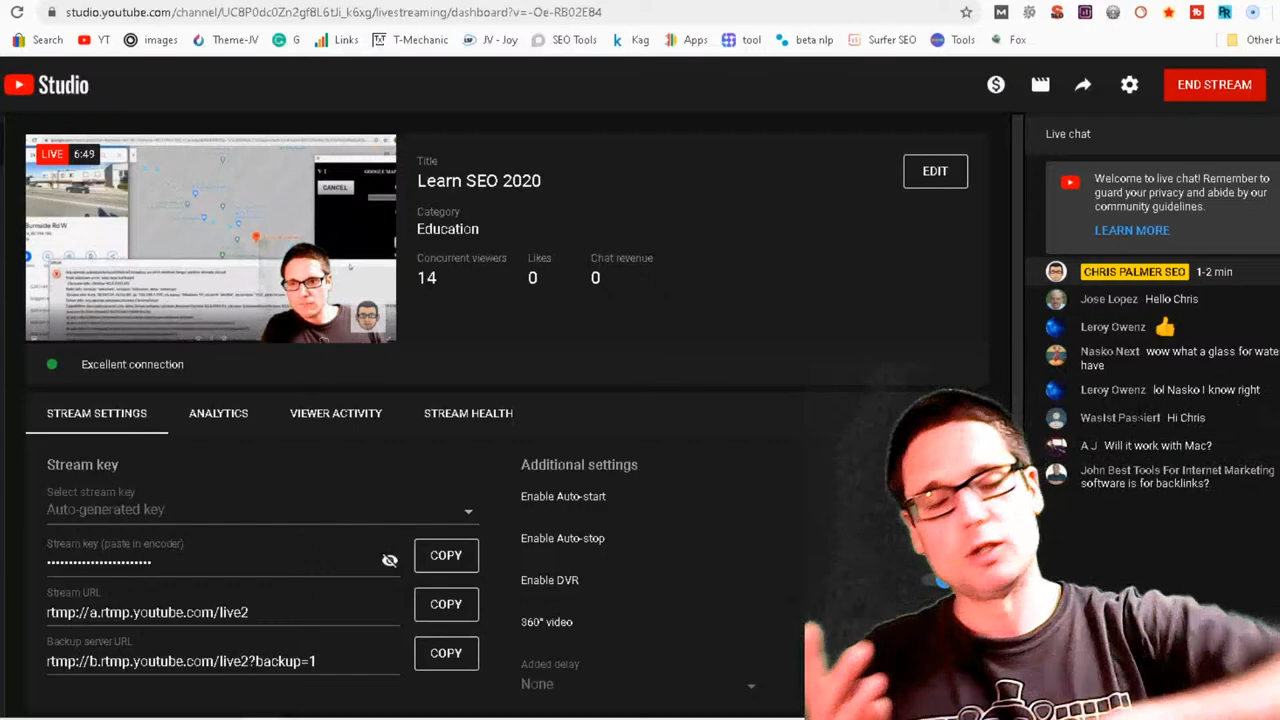 studio.youtube.com/channel/UC8P0dc0Zn2gf8L6tJi_k6xg/livestreaming/dashboard?v=-Oe-RB02E84
Search YT images Theme-JV G Links T-Mechanic JV - Joy SEO Tools Kag Apps tool beta nlp Surfer SEO Tools Fox Other b
Studio
END STREAM
LIVE 6:49
Burnside Rd W
CANCEL
Title
Learn SEO 2020
EDIT
Category
Education
Concurrent viewers Likes Chat revenue
14 0 0
Excellent connection
STREAM SETTINGS ANALYTICS VIEWER ACTIVITY STREAM HEALTH
Stream key
Select stream key
Auto-generated key
Stream key (paste in encoder)
COPY
Stream URL
rtmp://a.rtmp.youtube.com/live2
COPY
Backup server URL
rtmp://b.rtmp.youtube.com/live2?backup=1
COPY
Additional settings
Enable Auto-start
Enable Auto-stop
Enable DVR
360° video
Added delay
None
Live chat
Welcome to live chat! Remember to
guard your privacy and abide by our
community guidelines.
LEARN MORE
CHRIS PALMER SEO 1-2 min
Jose Lopez Hello Chris
Leroy Owenz
Nasko Next wow what a glass for wate
have
Leroy Owenz lol Nasko I know right
Wasist Passiert Hi Chris
A.J Will it work with Mac?
John Best Tools For Internet Marketing
software is for backlinks?